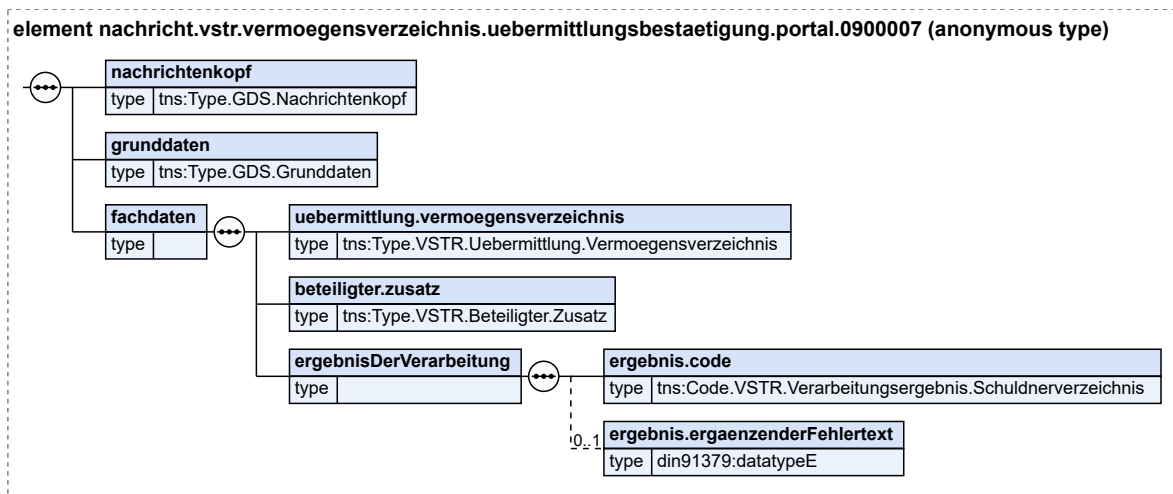 element nachricht.vstr.vermoegensverzeichnis.uebermittlungsbestaetigung.portal.0900007 (anonymous type)
nachrichtenkopf
type tns:Type.GDS.Nachrichtenkopf
grunddaten
type tns:Type.GDS.Grunddaten
fachdaten
type
uebermittlung.vermoegensverzeichnis
type tns:Type.VSTR.Uebermittlung.Vermoegensverzeichnis
beteiligter.zusatz
type tns:Type.VSTR.Beteiligter.Zusatz
ergebnisDerVerarbeitung
type
ergebnis.code
type tns:Code.VSTR.Verarbeitungsergebnis.Schuldnerverzeichnis
0..1
ergebnis.ergaenzenderFehlertext
type din91379:datatypeE